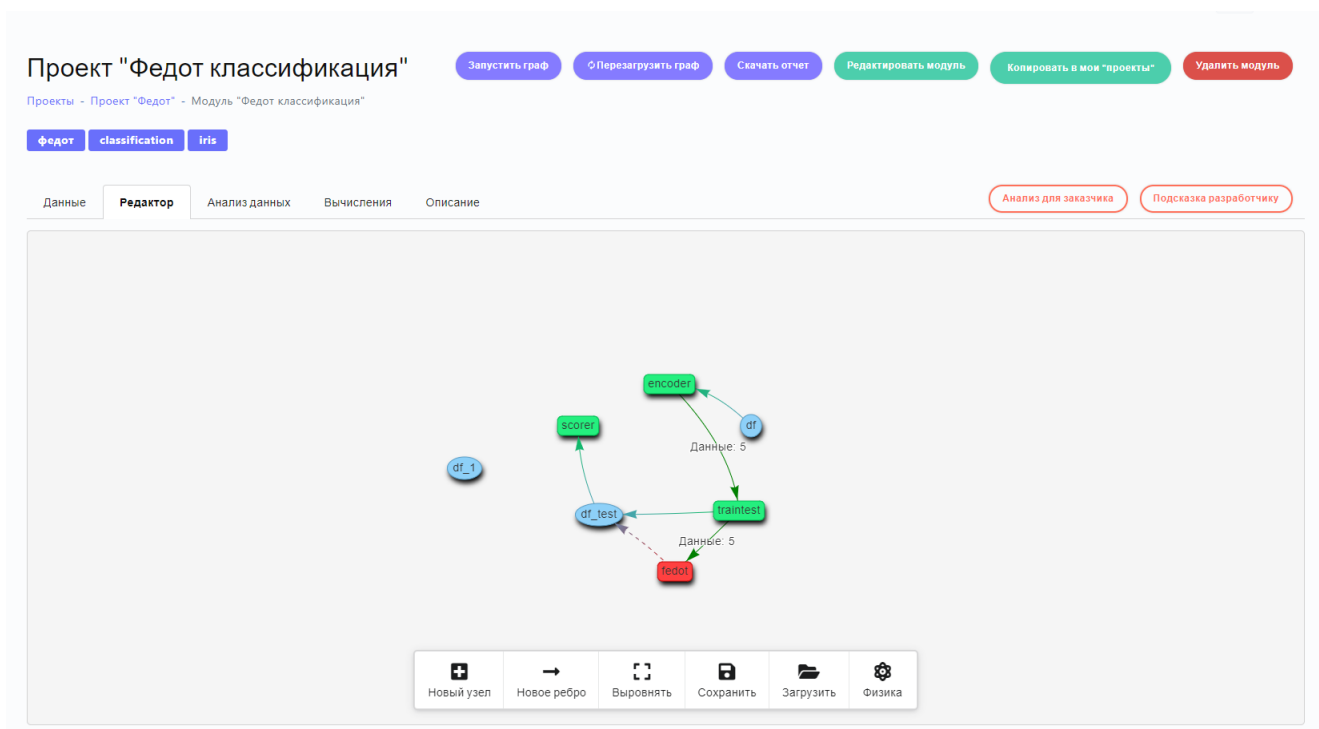 Проект "Федот классификация"
Запустить граф
Перезагрузить граф
Скачать отчет
Редактировать модуль
Копировать в мои "проекты"
Удалить модуль
Проекты - Проект "Федот" - Модуль "Федот классификация"
федот classification iris
Данные Редактор Анализ данных Вычисления Описание
Анализ для заказчика
Подсказка разработчику
encoder
scorer
df
Данные: 5
df_1
df_test
traintest
Данные: 5
fedot
Новый узел
Новое ребро
Выровнять
Сохранить
Загрузить
Физика